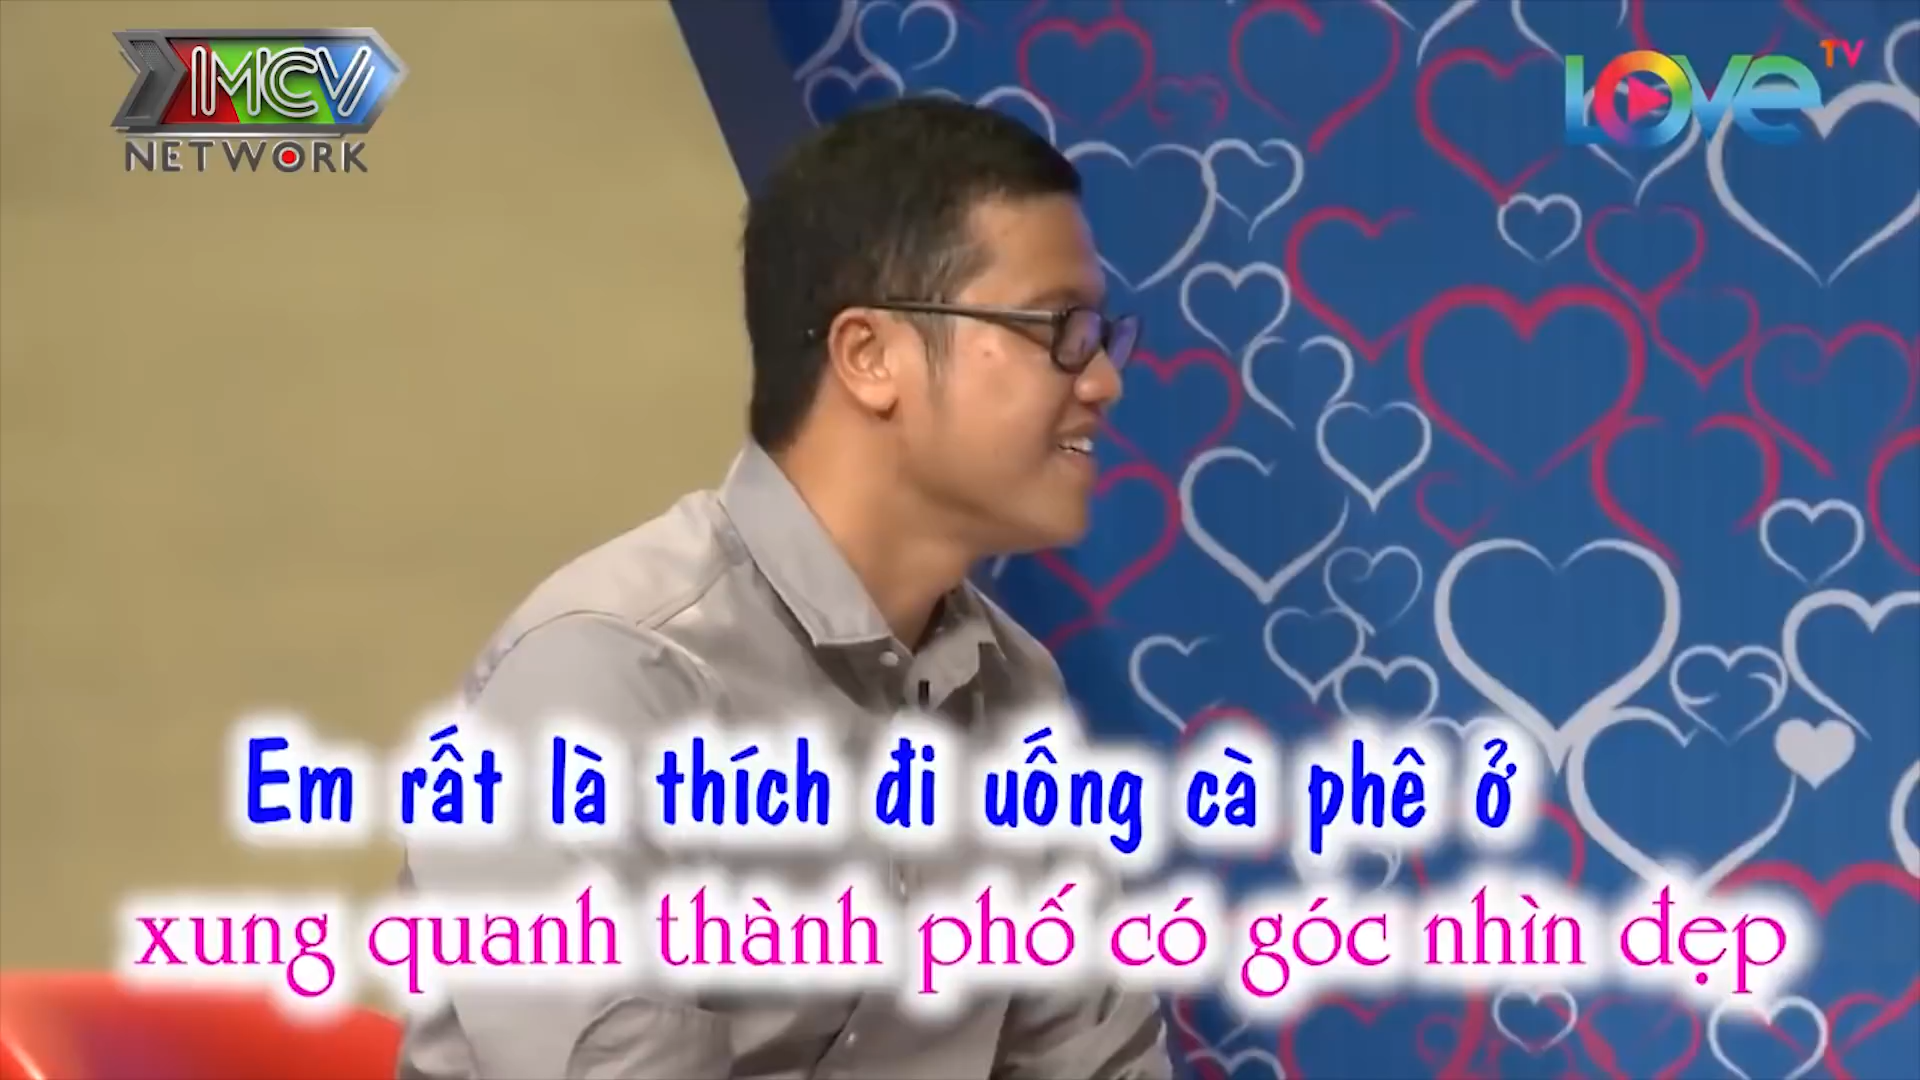 MCV
NETWORK
LOVE TV
Em rất là thích đi uống cà phê ở
xung quanh thành phố có góc nhìn đẹp